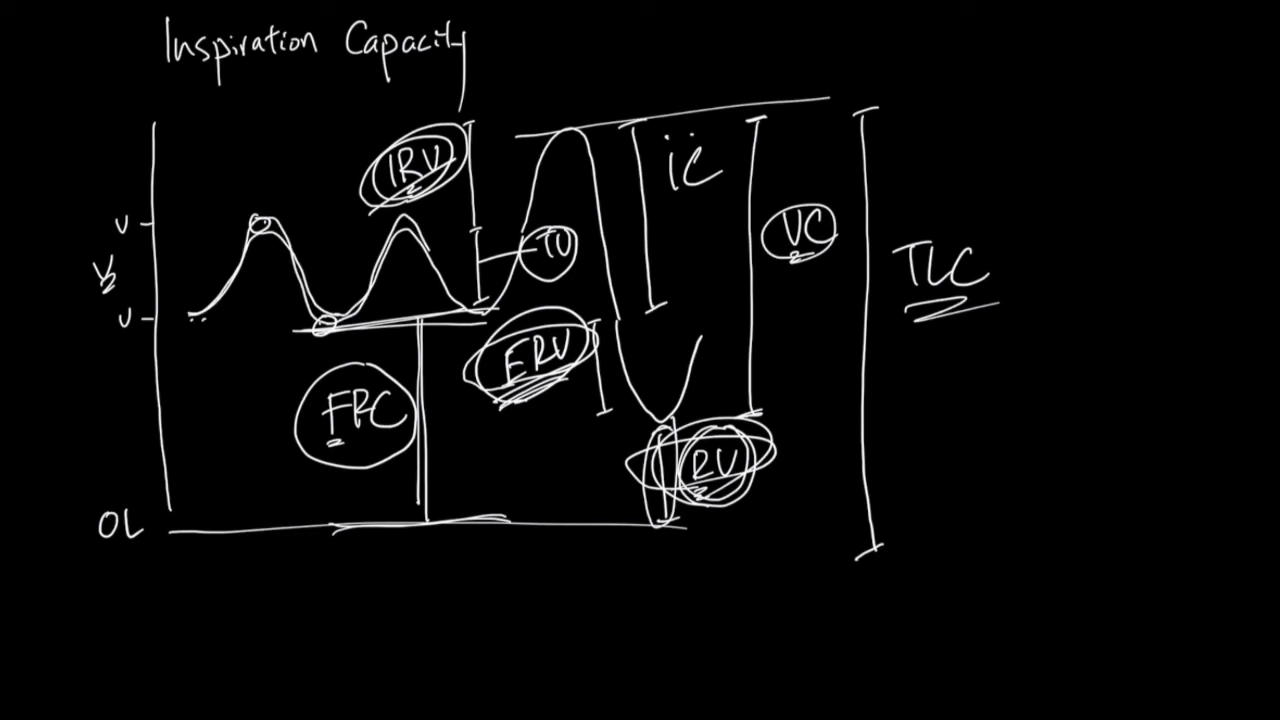 Inspiration Capacity
IRV
iC
V
TV
VC
V
TLC
V
ERV
FRC
RV
OL